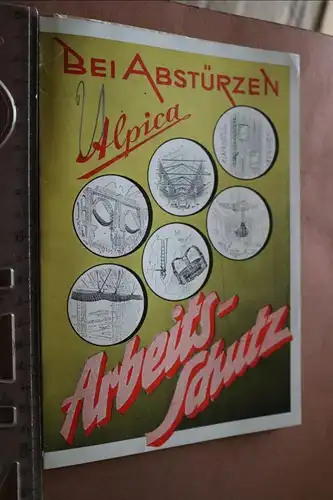 BEI ABSTÜRZEN
Alpica
Arbeits-
Schutz